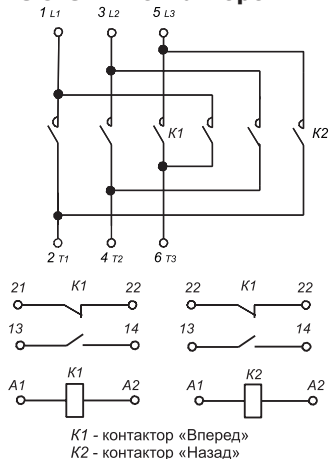 1 L1 3 L2 5 L3
K1 K2
2 T1 4 T2 6 T3
21 K1 22 22 K1 22
13 14 13 14
A1 K1 A2 A1 K2 A2
K1 - контактор «Вперед»
K2 - контактор «Назад»